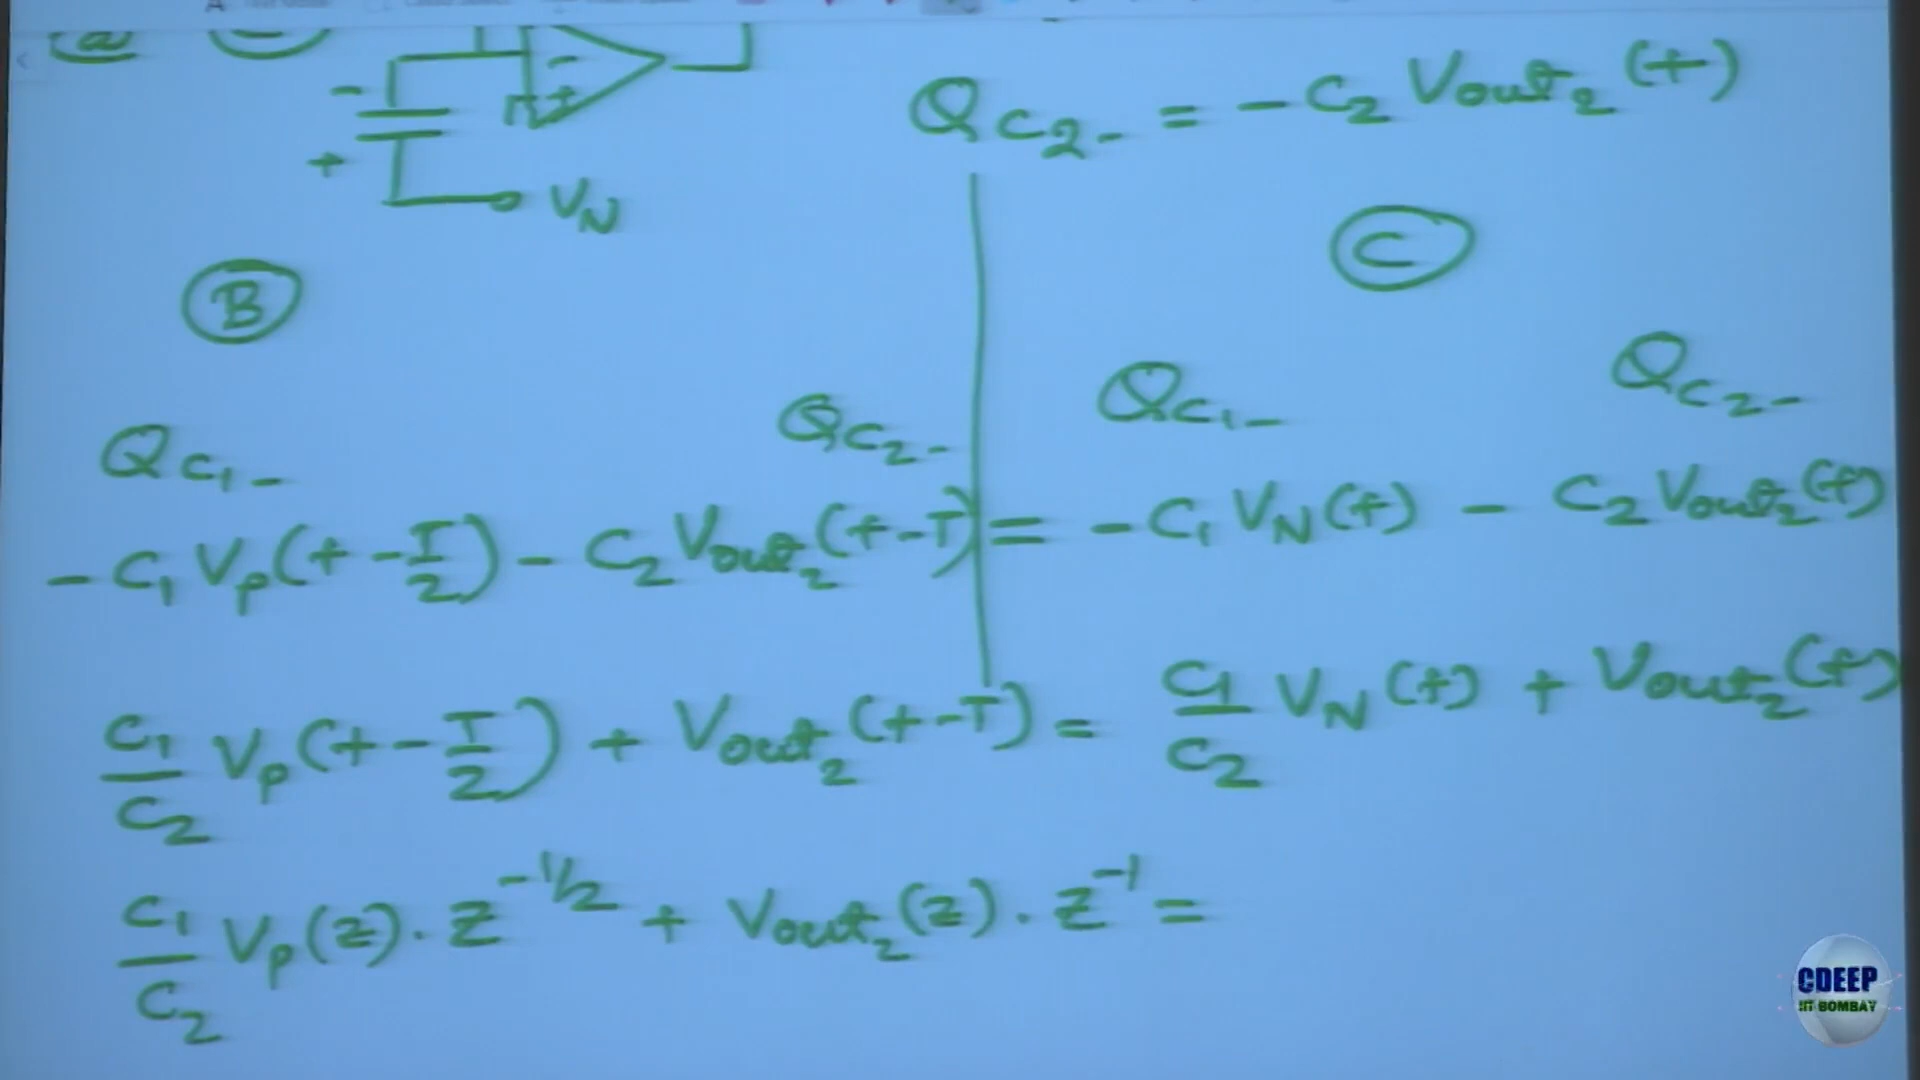 a
-
- +
+
V_N
Q_{C_2-} = - C_2 V_{out_2}(t)
B
C
Q_{C_1-} Q_{C_2-} Q_{C_1-} Q_{C_2-}
- C_1 V_p(t - T/2) - C_2 V_{out_2}(t-T) = - C_1 V_N(t) - C_2 V_{out_2}(t)
C_1/C_2 V_p(t - T/2) + V_{out_2}(t-T) = C_1/C_2 V_N(t) + V_{out_2}(t)
C_1/C_2 V_p(z) . z^{-1/2} + V_{out_2}(z) . z^{-1} =
CDEEP
IIT BOMBAY